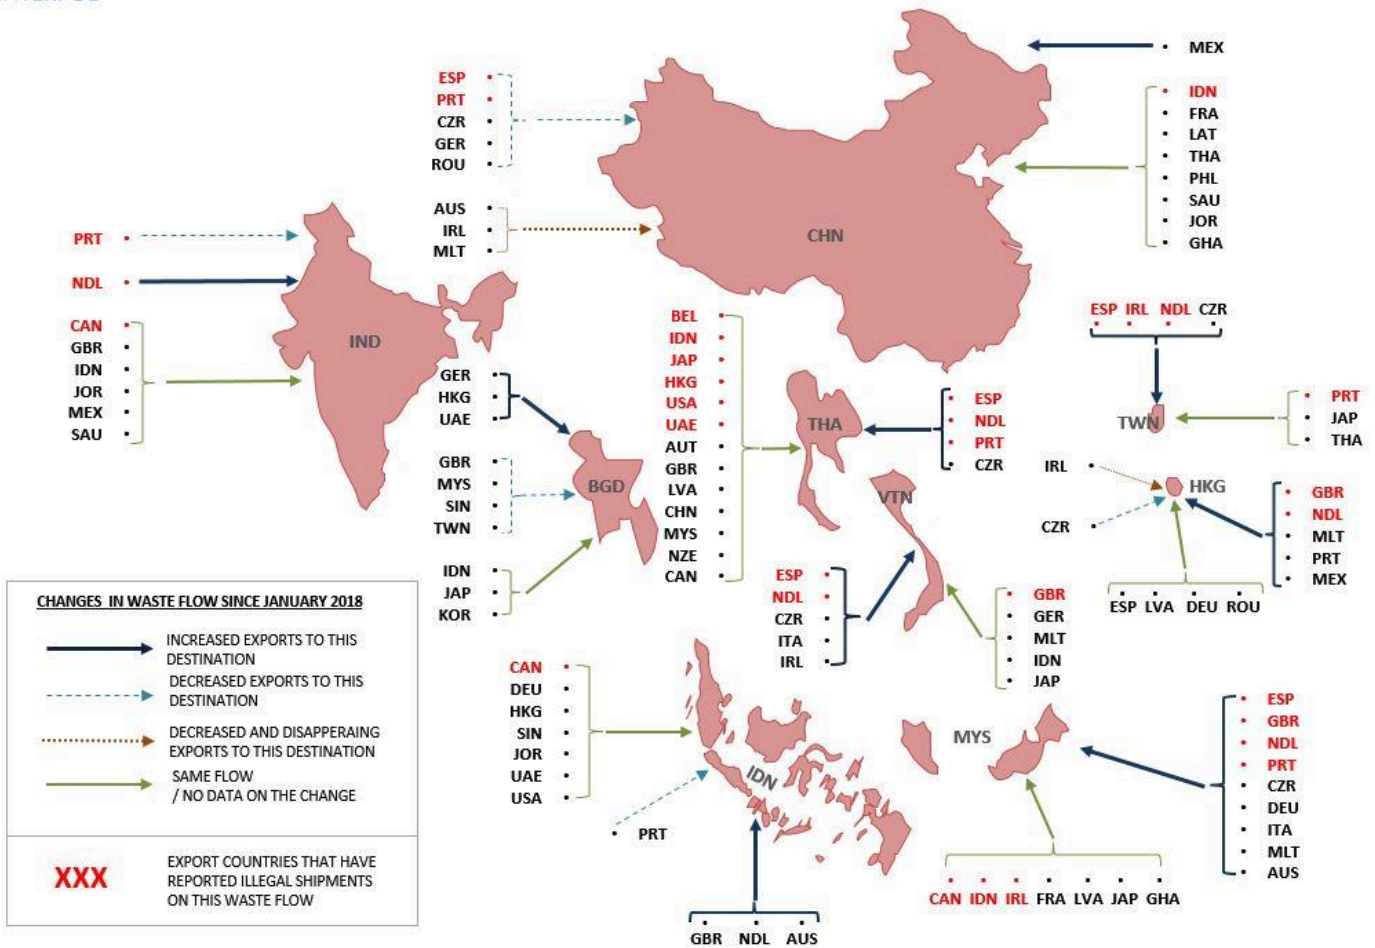 MEX
ESP
PRT
CZR
GER
ROU
IDN
FRA
LAT
THA
PHL
SAU
JOR
GHA
AUS
IRL
MLT
CHN
PRT
NDL
CAN
GBR
IDN
JOR
MEX
SAU
IND
GER
HKG
UAE
GBR
MYS
SIN
TWN
IDN
JAP
KOR
BGD
BEL
IDN
JAP
HKG
USA
UAE
AUT
GBR
LVA
CHN
MYS
NZE
CAN
THA
ESP
NDL
PRT
CZR
ESP IRL NDL CZR
TWN
PRT
JAP
THA
IRL
CZR
HKG
GBR
NDL
MLT
PRT
MEX
ESP LVA DEU ROU
VTN
ESP
NDL
CZR
ITA
IRL
GBR
GER
MLT
IDN
JAP
CHANGES IN WASTE FLOW SINCE JANUARY 2018
INCREASED EXPORTS TO THIS
DESTINATION
DECREASED EXPORTS TO THIS
DESTINATION
DECREASED AND DISAPPERAING
EXPORTS TO THIS DESTINATION
SAME FLOW
/ NO DATA ON THE CHANGE
XXX
EXPORT COUNTRIES THAT HAVE
REPORTED ILLEGAL SHIPMENTS
ON THIS WASTE FLOW
CAN
DEU
HKG
SIN
JOR
UAE
USA
PRT
IDN
GBR NDL AUS
MYS
ESP
GBR
NDL
PRT
CZR
DEU
ITA
MLT
AUS
CAN IDN IRL FRA LVA JAP GHA